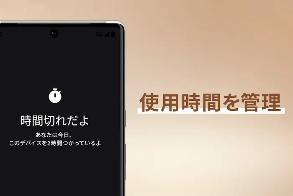 時間切れだよ
あなたは今日、
このデバイスを2時間つかっているよ
使用時間を管理